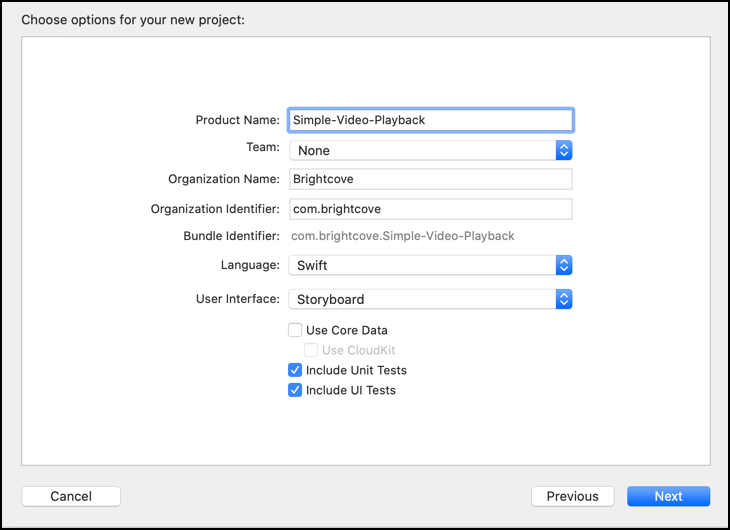 Choose options for your new project:
Product Name: Simple-Video-Playback
Team: None
Organization Name: Brightcove
Organization Identifier: com.brightcove
Bundle Identifier: com.brightcove.Simple-Video-Playback
Language: Swift
User Interface: Storyboard
Use Core Data
Use CloudKit
Include Unit Tests
Include UI Tests
Cancel Previous Next